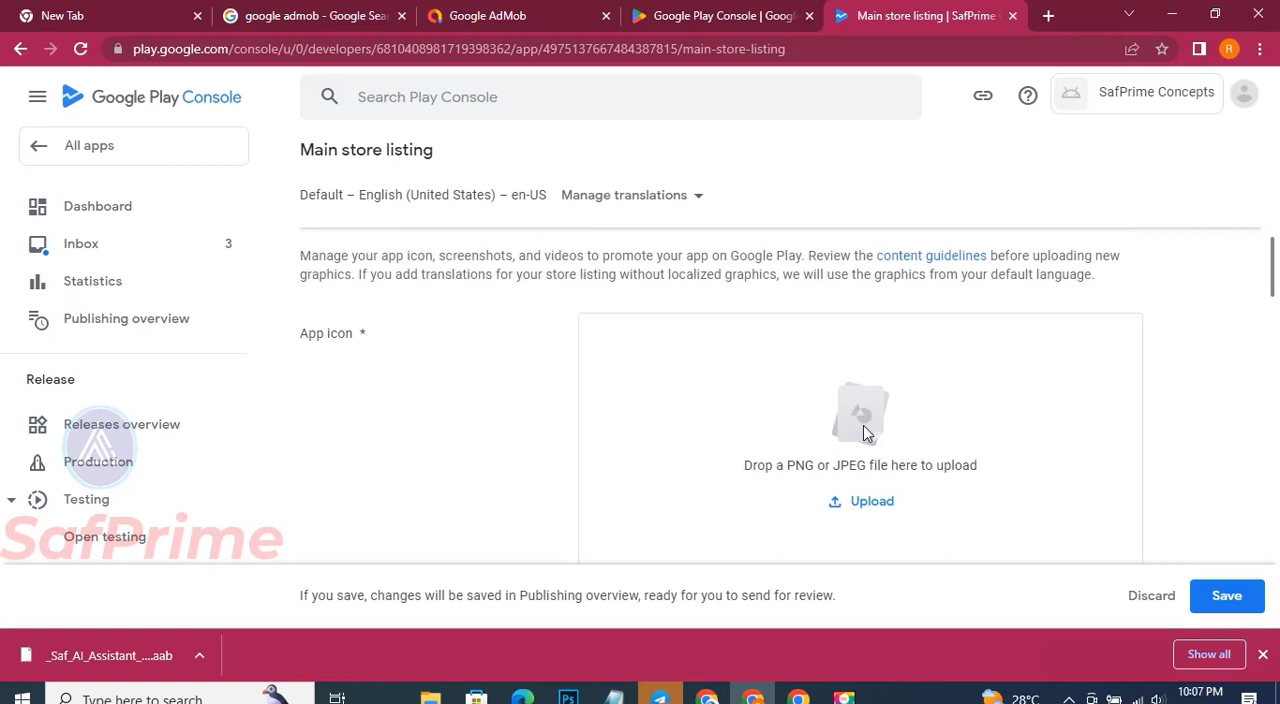 New Tab
google admob - Google Sea
Google AdMob
Google Play Console | Googl
Main store listing | SafPrime
play.google.com/console/u/0/developers/6810408981719398362/app/4975137667484387815/main-store-listing
R
Google Play Console
Search Play Console
SafPrime Concepts
All apps
Main store listing
Default – English (United States) – en-US
Manage translations
Dashboard
Inbox
3
Statistics
Publishing overview
Release
Releases overview
Production
Testing
Open testing
SafPrime
Manage your app icon, screenshots, and videos to promote your app on Google Play. Review the content guidelines before uploading new
graphics. If you add translations for your store listing without localized graphics, we will use the graphics from your default language.
App icon *
Drop a PNG or JPEG file here to upload
Upload
If you save, changes will be saved in Publishing overview, ready for you to send for review.
Discard
Save
_Saf_AI_Assistant_....aab
Show all
Type here to search
28°C
10:07 PM